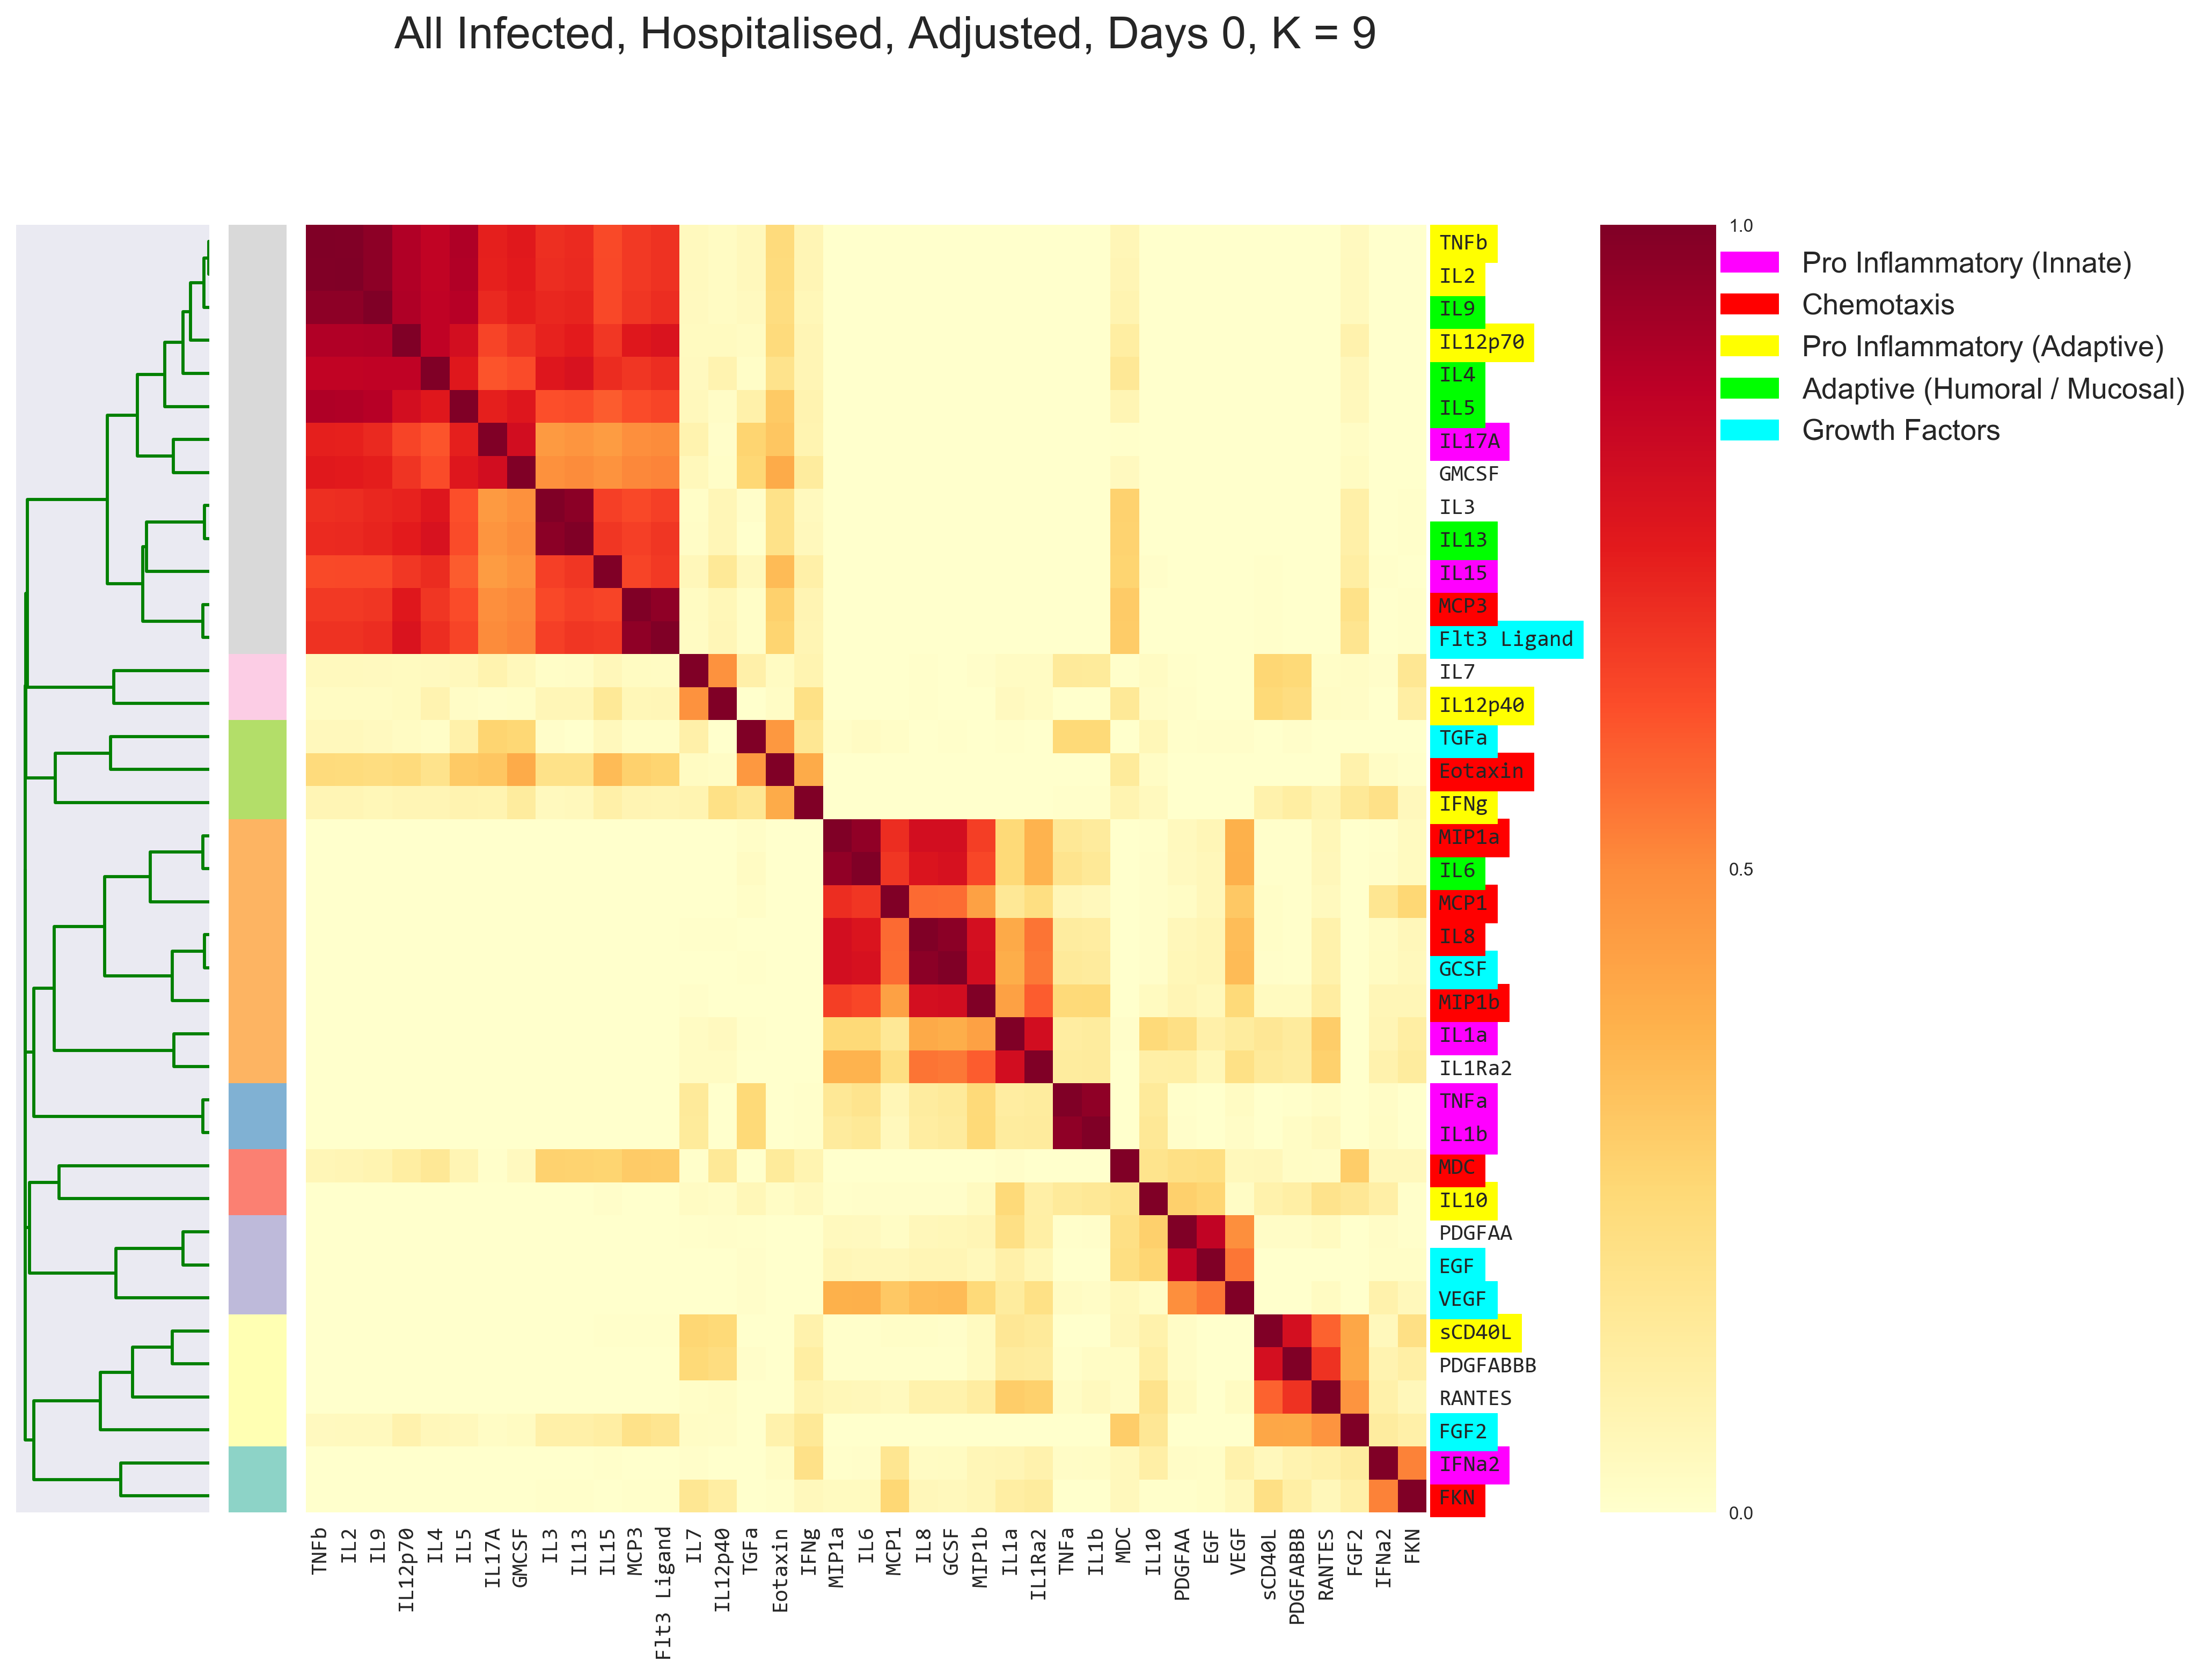 All Infected, Hospitalised, Adjusted, Days 0, K = 9
TNFb
IL2
IL9
IL12p70
IL4
IL5
IL17A
GMCSF
IL3
IL13
IL15
MCP3
Flt3 Ligand
IL7
IL12p40
TGFa
Eotaxin
IFNg
MIP1a
IL6
MCP1
IL8
GCSF
MIP1b
IL1a
IL1Ra2
TNFa
IL1b
MDC
IL10
PDGFAA
EGF
VEGF
sCD40L
PDGFABBB
RANTES
FGF2
IFNa2
FKN
1.0
0.5
0.0
Pro Inflammatory (Innate)
Chemotaxis
Pro Inflammatory (Adaptive)
Adaptive (Humoral / Mucosal)
Growth Factors
TNFb
IL2
IL9
IL12p70
IL4
IL5
IL17A
GMCSF
IL3
IL13
IL15
MCP3
Flt3 Ligand
IL7
IL12p40
TGFa
Eotaxin
IFNg
MIP1a
IL6
MCP1
IL8
GCSF
MIP1b
IL1a
IL1Ra2
TNFa
IL1b
MDC
IL10
PDGFAA
EGF
VEGF
sCD40L
PDGFABBB
RANTES
FGF2
IFNa2
FKN